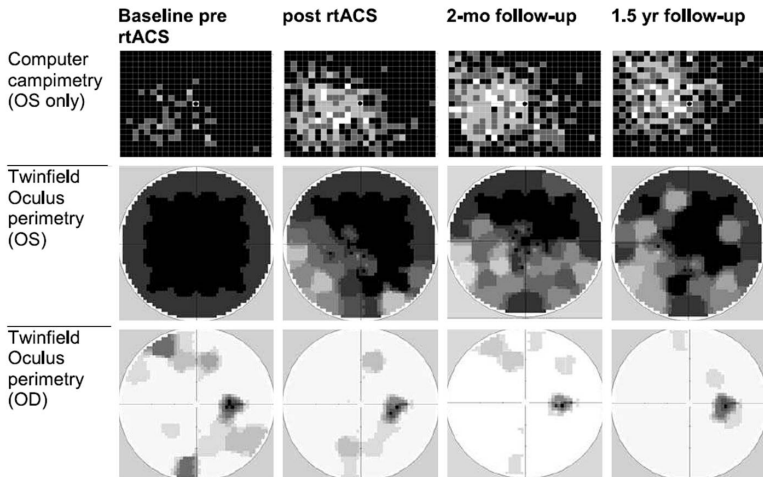 Baseline pre rtACS
post rtACS
2-mo follow-up
1.5 yr follow-up
Computer
campimetry
(OS only)
Twinfield
Oculus
perimetry
(OS)
Twinfield
Oculus
perimetry
(OD)